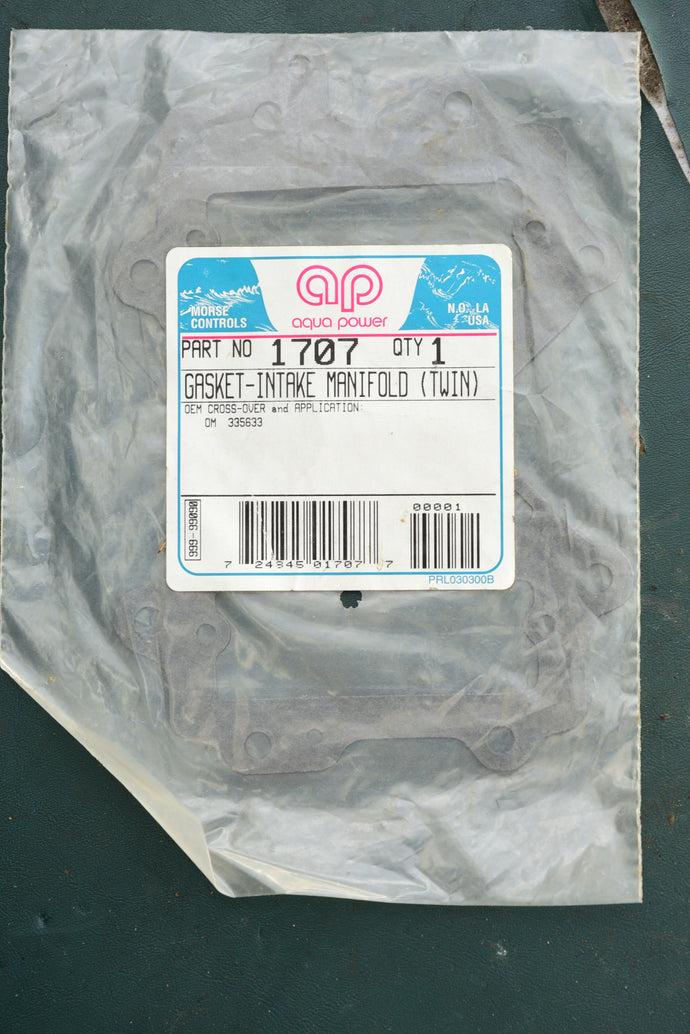 ap
aqua power
MORSE CONTROLS
N.O., LA USA
PART NO 1707 QTY 1
GASKET-INTAKE MANIFOLD (TWIN)
OEM CROSS-OVER and APPLICATION:
OM 335633
00001
7 24345 01707 7
PRL030300B